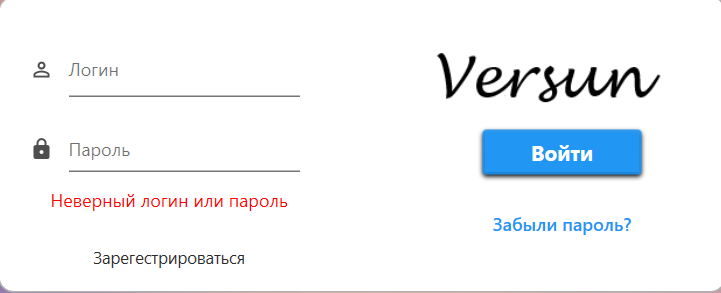 Логин
Пароль
Неверный логин или пароль
Зарегестрироваться
Versun
Войти
Забыли пароль?